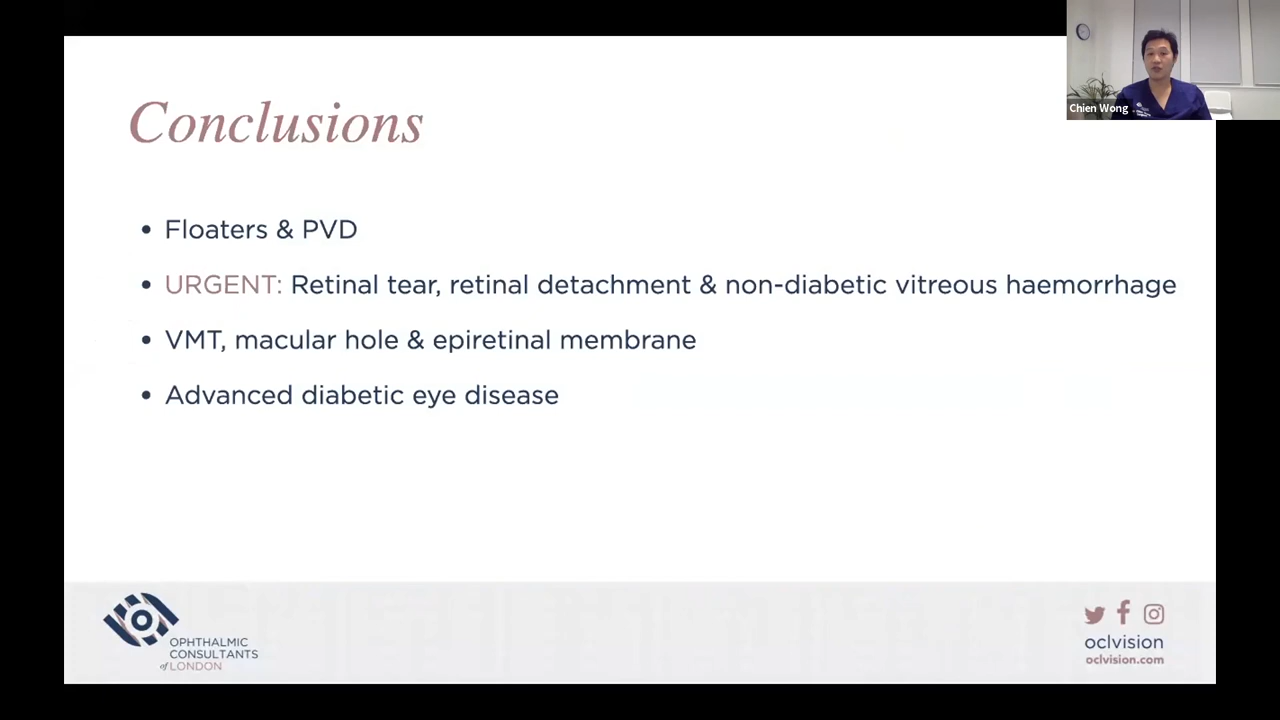 Conclusions
Chien Wong
• Floaters & PVD
• URGENT: Retinal tear, retinal detachment & non-diabetic vitreous haemorrhage
• VMT, macular hole & epiretinal membrane
• Advanced diabetic eye disease
OPHTHALMIC
CONSULTANTS
of LONDON
oclvision
oclvision.com